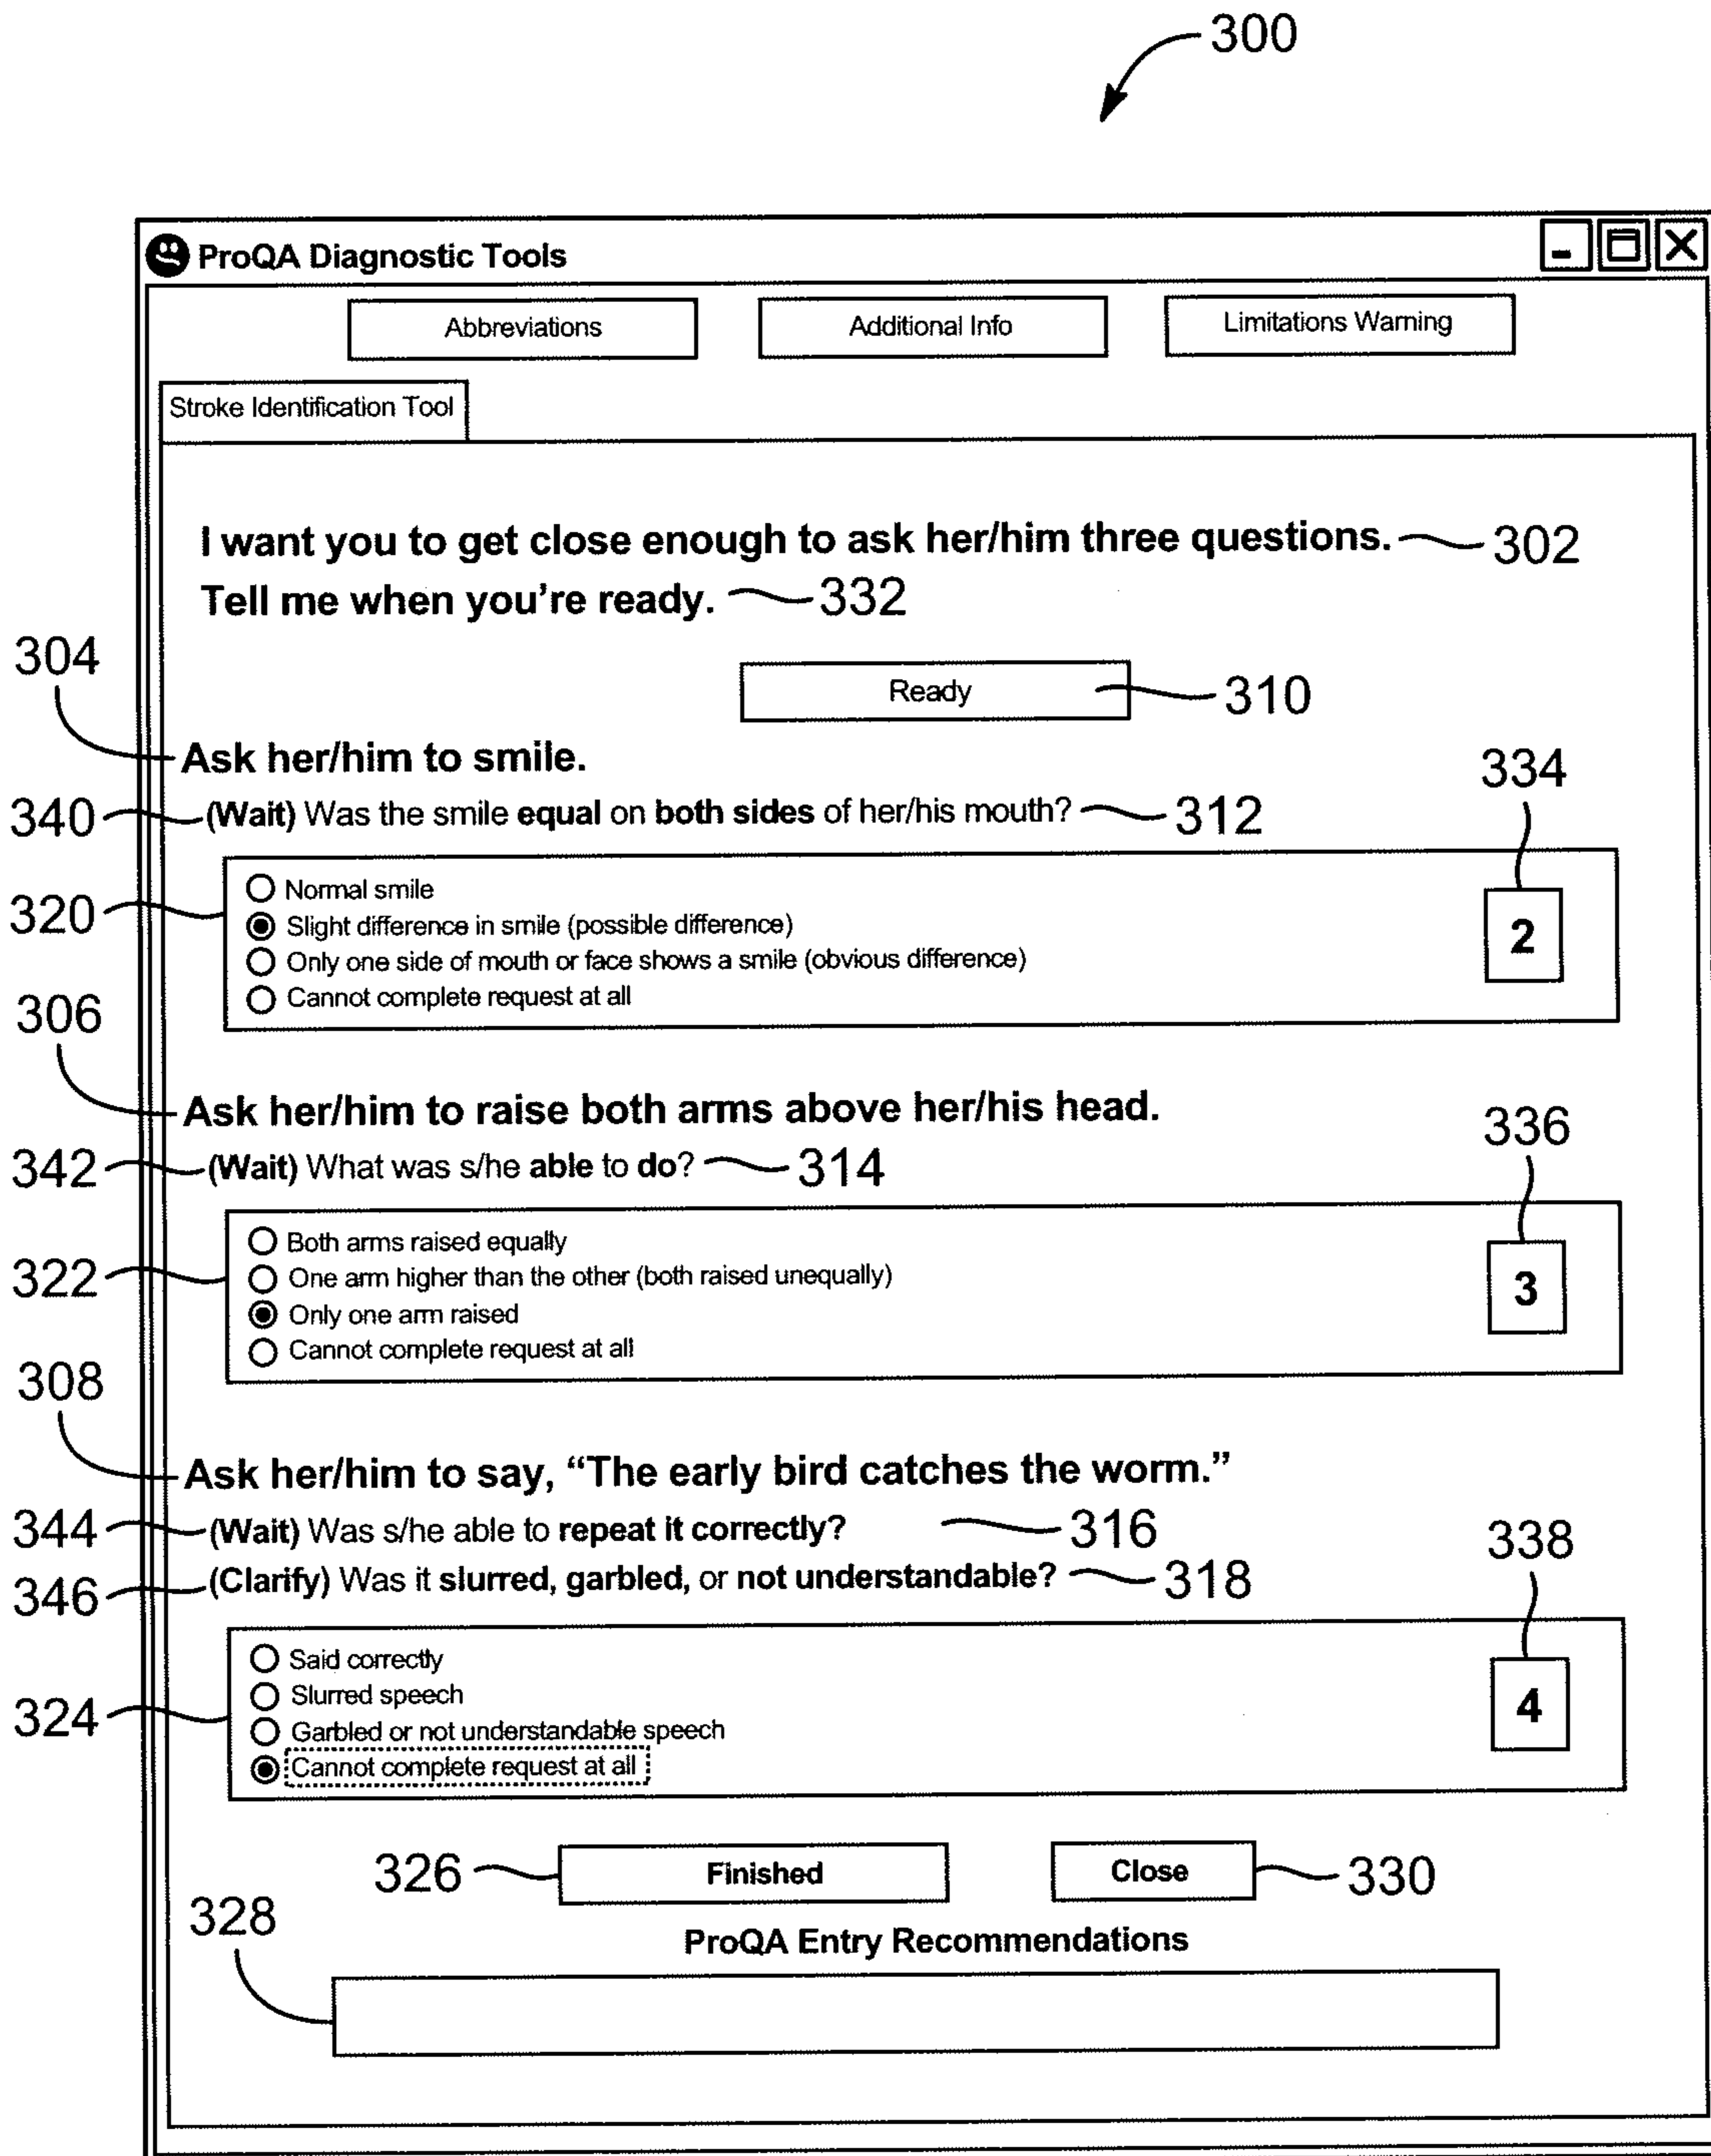 300
ProQA Diagnostic Tools
Abbreviations
Additional Info
Limitations Warning
Stroke Identification Tool
I want you to get close enough to ask her/him three questions. 302
Tell me when you're ready. 332
304
Ready 310
Ask her/him to smile.
334
340 (Wait) Was the smile equal on both sides of her/his mouth? 312
320
Normal smile
Slight difference in smile (possible difference)
Only one side of mouth or face shows a smile (obvious difference)
Cannot complete request at all
2
306
Ask her/him to raise both arms above her/his head.
336
342 (Wait) What was s/he able to do? 314
322
Both arms raised equally
One arm higher than the other (both raised unequally)
Only one arm raised
Cannot complete request at all
3
308
Ask her/him to say, “The early bird catches the worm.”
344 (Wait) Was s/he able to repeat it correctly? 316
338
346 (Clarify) Was it slurred, garbled, or not understandable? 318
324
Said correctly
Slurred speech
Garbled or not understandable speech
Cannot complete request at all
4
326 Finished
Close 330
328
ProQA Entry Recommendations